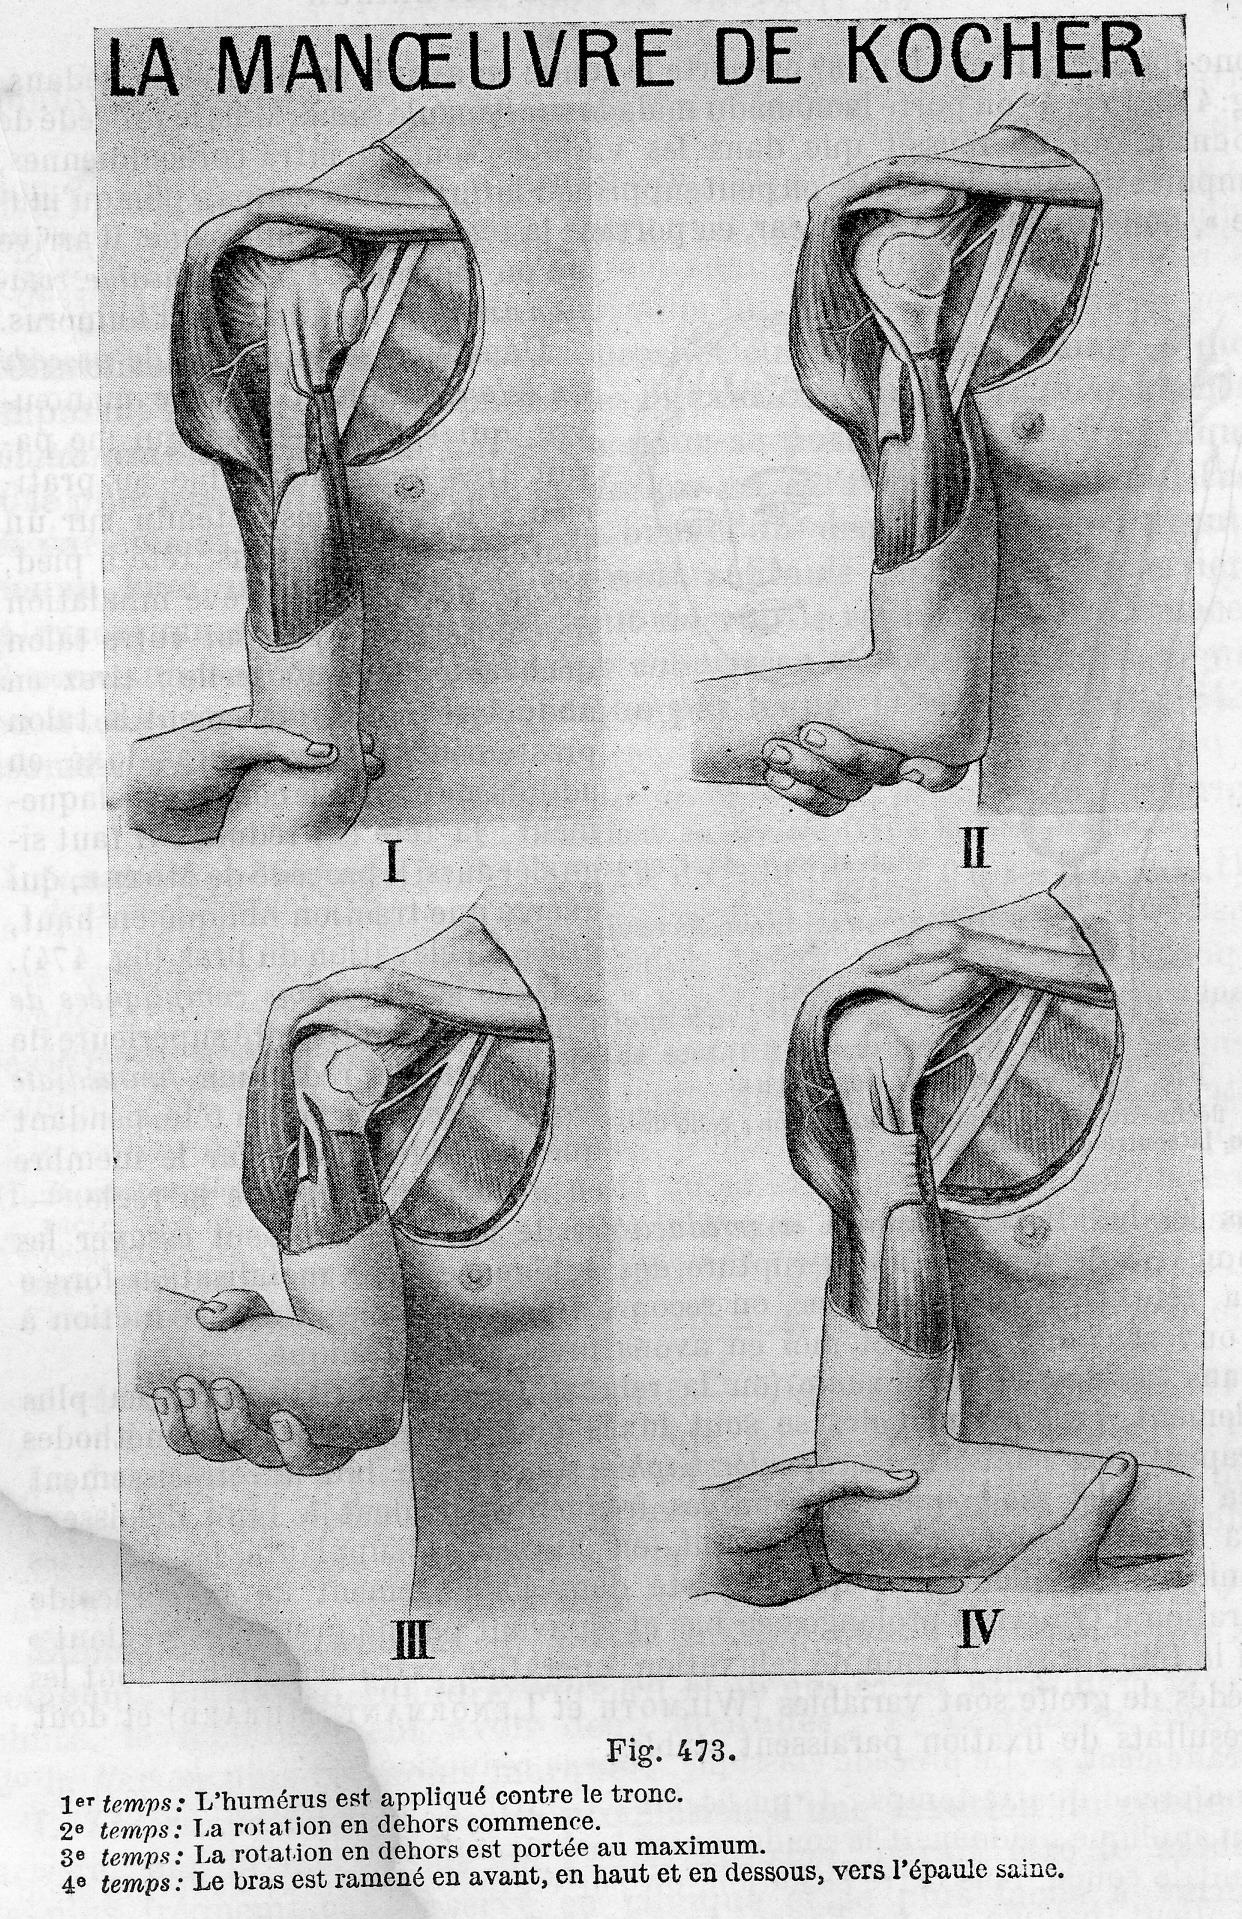 LA MANŒUVRE DE KOCHER
I
II
III
IV
Fig. 473.
1er temps: L'humérus est appliqué contre le tronc.
2e temps: La rotation en dehors commence.
3e temps: La rotation en dehors est portée au maximum.
4e temps: Le bras est ramené en avant, en haut et en dessous, vers l'épaule saine.